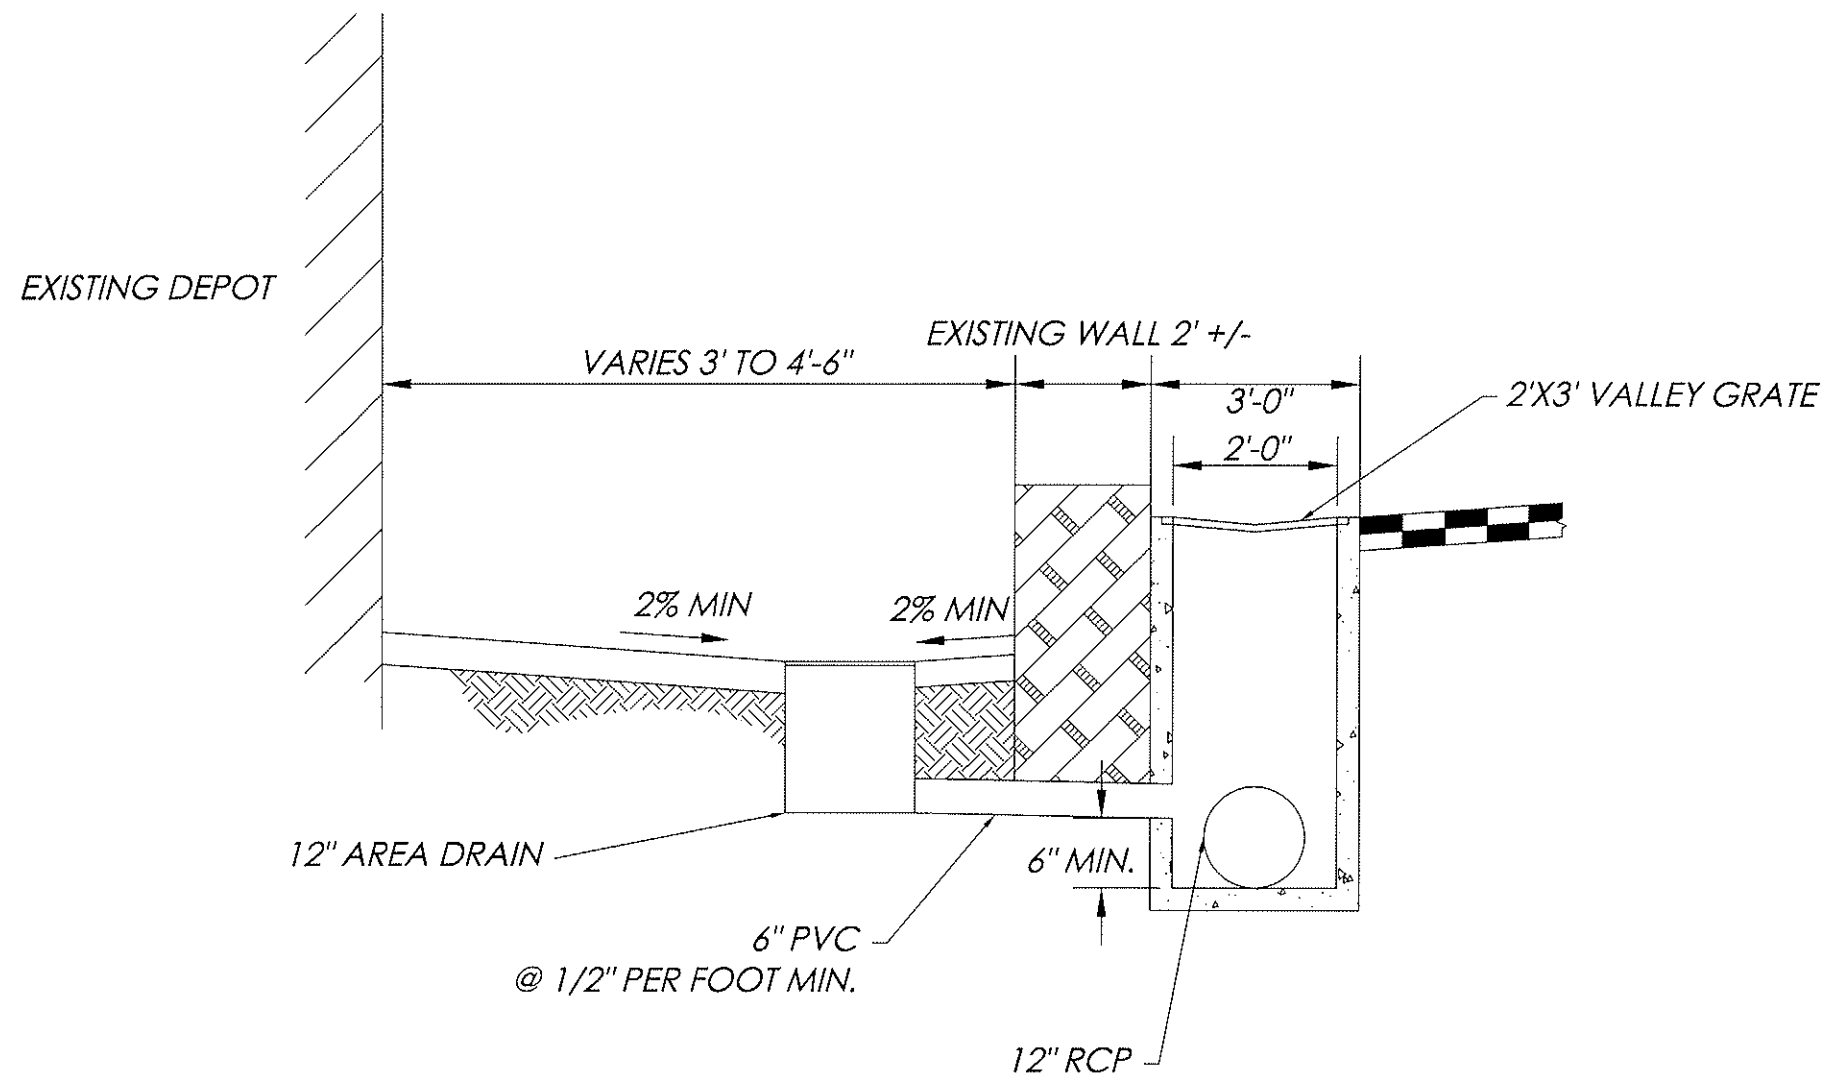 EXISTING DEPOT
EXISTING WALL 2' +/-
VARIES 3' TO 4'-6"
3'-0"
2'X3' VALLEY GRATE
2'-0"
2% MIN
2% MIN
12" AREA DRAIN
6" MIN.
6" PVC
@ 1/2" PER FOOT MIN.
12" RCP